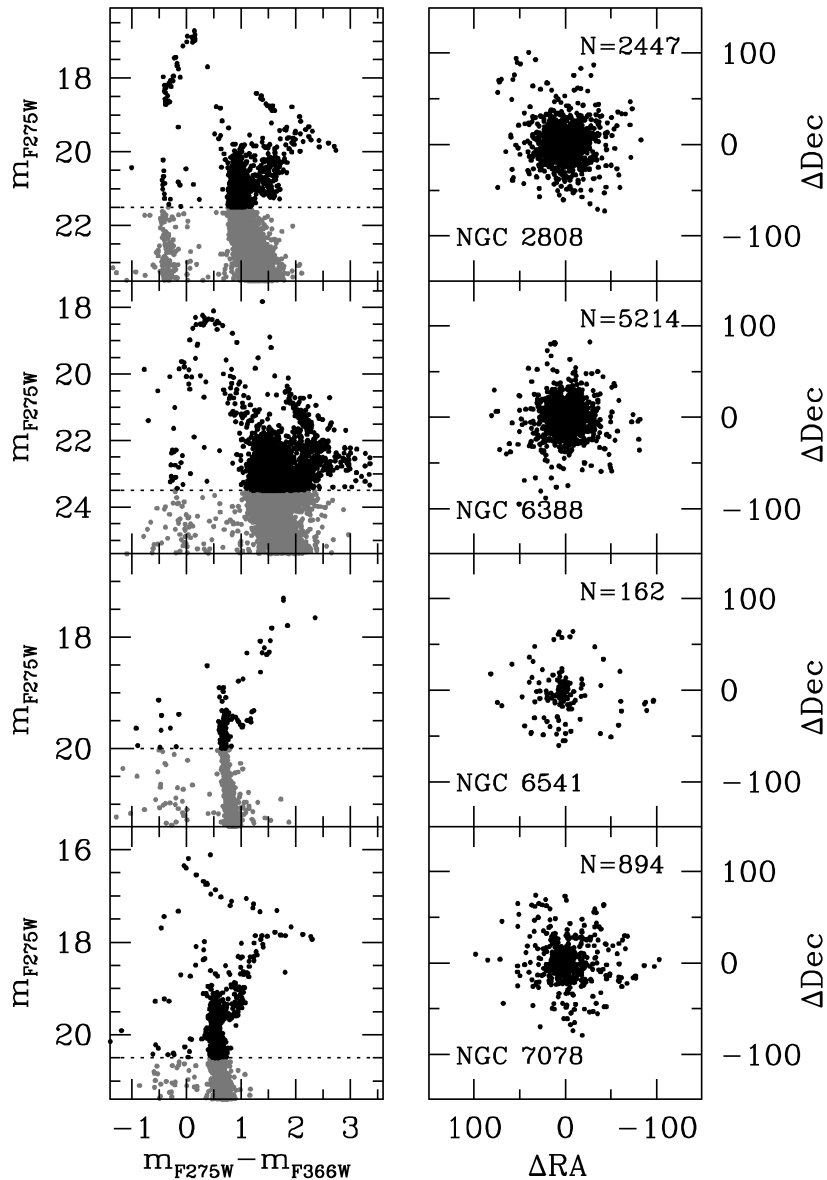 18
20
22
m_F275W
N=2447
NGC 2808
100
0
−100
ΔDec
18
20
22
24
m_F275W
N=5214
NGC 6388
100
0
−100
ΔDec
18
20
m_F275W
N=162
NGC 6541
100
0
−100
ΔDec
16
18
20
m_F275W
N=894
NGC 7078
100
0
−100
ΔDec
−1 0 1 2 3
m_F275W−m_F366W
100 0 −100
ΔRA